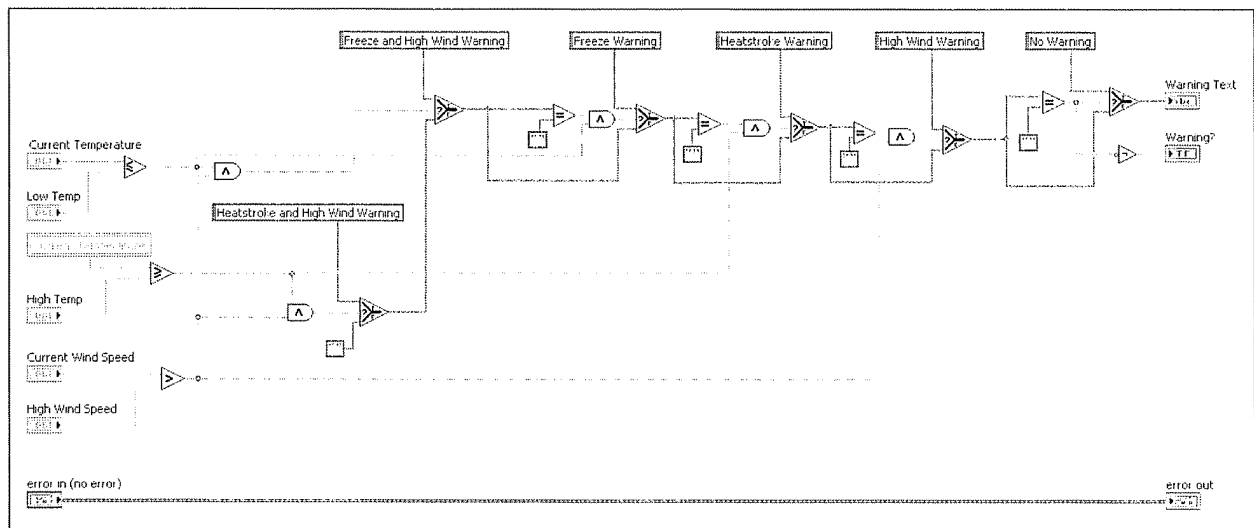 Freeze and High Wind Warning
Freeze Warning
Heatstroke Warning
High Wind Warning
No Warning
Warning Text
Warning?
Current Temperature
Low Temp
Heatstroke and High Wind Warning
High Temp
Current Wind Speed
High Wind Speed
error in (no error)
error out